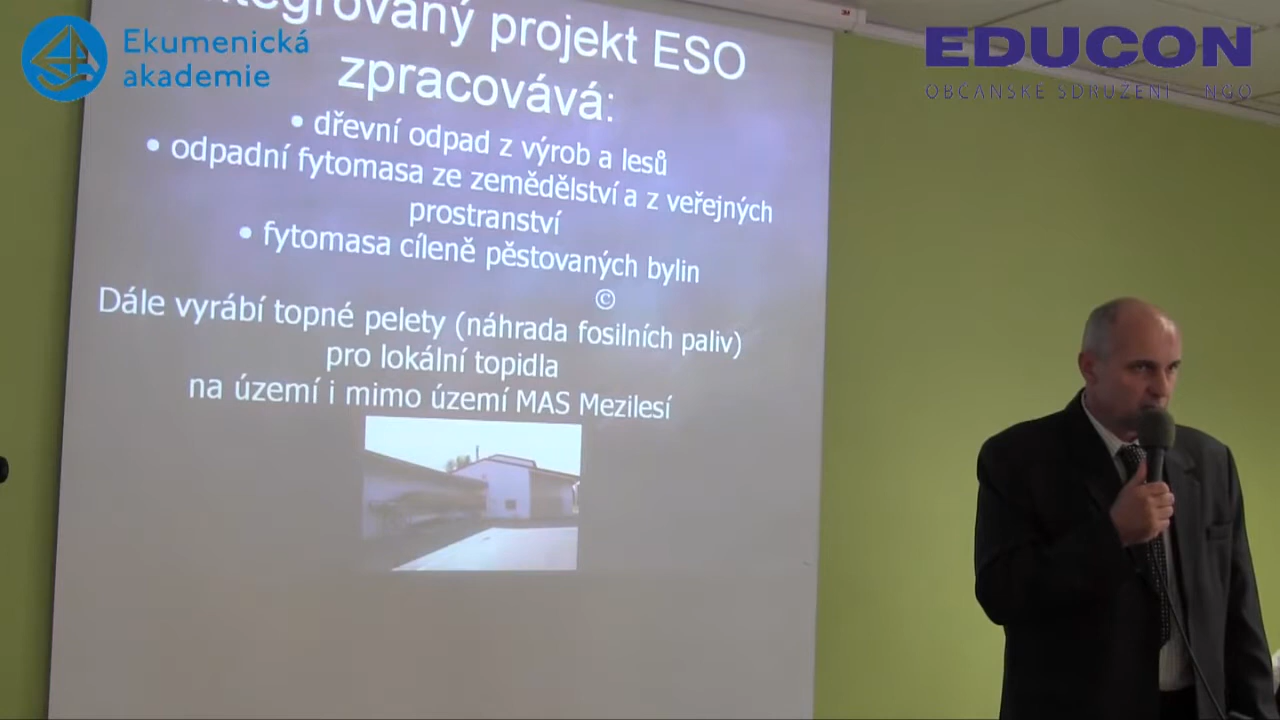 Ekumenická
akademie
EDUCON
OBČANSKÉ SDRUŽENÍ - NGO
projekt ESO
zpracovává:
• dřevní odpad z výrob a lesů
• odpadní fytomasa ze zemědělství a z veřejných
prostranství
• fytomasa cíleně pěstovaných bylin
©
Dále vyrábí topné pelety (náhrada fosilních paliv)
pro lokální topidla
na území i mimo území MAS Mezilesí